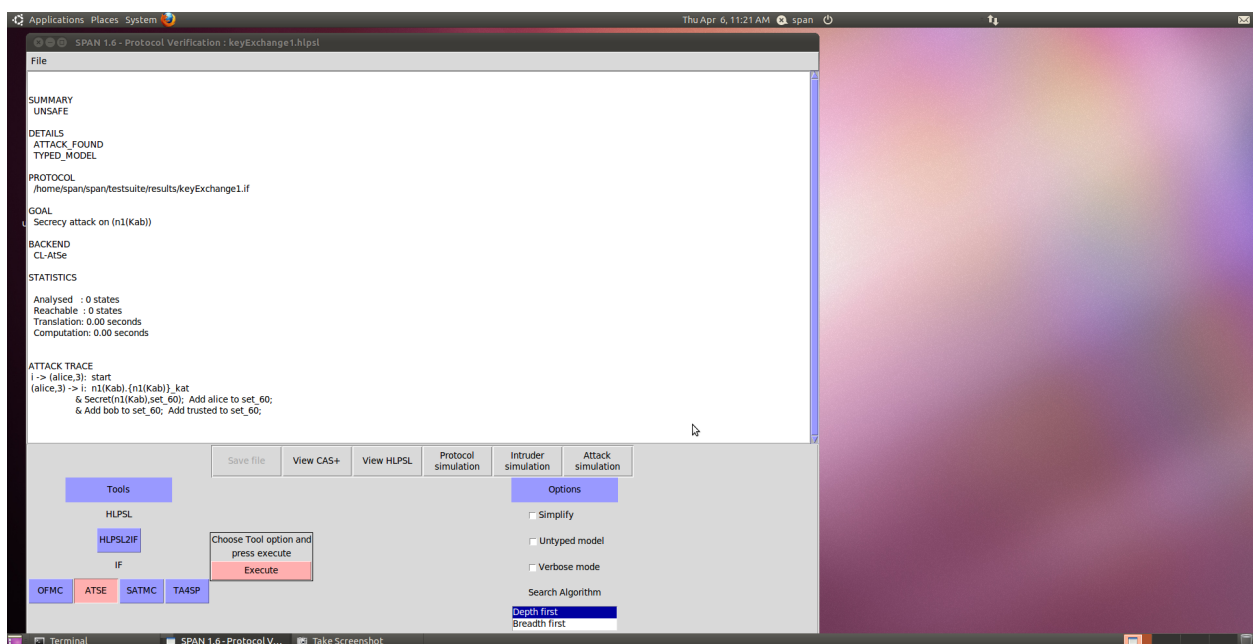 Applications Places System
Thu Apr 6, 11:21 AM span
SPAN 1.6 - Protocol Verification : keyExchange1.hlpsl
File
SUMMARY
UNSAFE
DETAILS
ATTACK_FOUND
TYPED_MODEL
PROTOCOL
/home/span/span/testsuite/results/keyExchange1.if
GOAL
Secrecy attack on (n1(Kab))
BACKEND
CL-AtSe
STATISTICS
Analysed : 0 states
Reachable : 0 states
Translation: 0.00 seconds
Computation: 0.00 seconds
ATTACK TRACE
i -> (alice,3): start
(alice,3) -> i: n1(Kab).{n1(Kab)}_kat
& Secret(n1(Kab),set_60); Add alice to set_60;
& Add bob to set_60; Add trusted to set_60;
Save file View CAS+ View HLPSL Protocol simulation Intruder simulation Attack simulation
Tools
HLPSL
HLPSL2IF
IF
OFMC ATSE SATMC TA4SP
Choose Tool option and
press execute
Execute
Options
Simplify
Untyped model
Verbose mode
Search Algorithm
Depth first
Breadth first
Terminal SPAN 1.6 - Protocol V... Take Screenshot